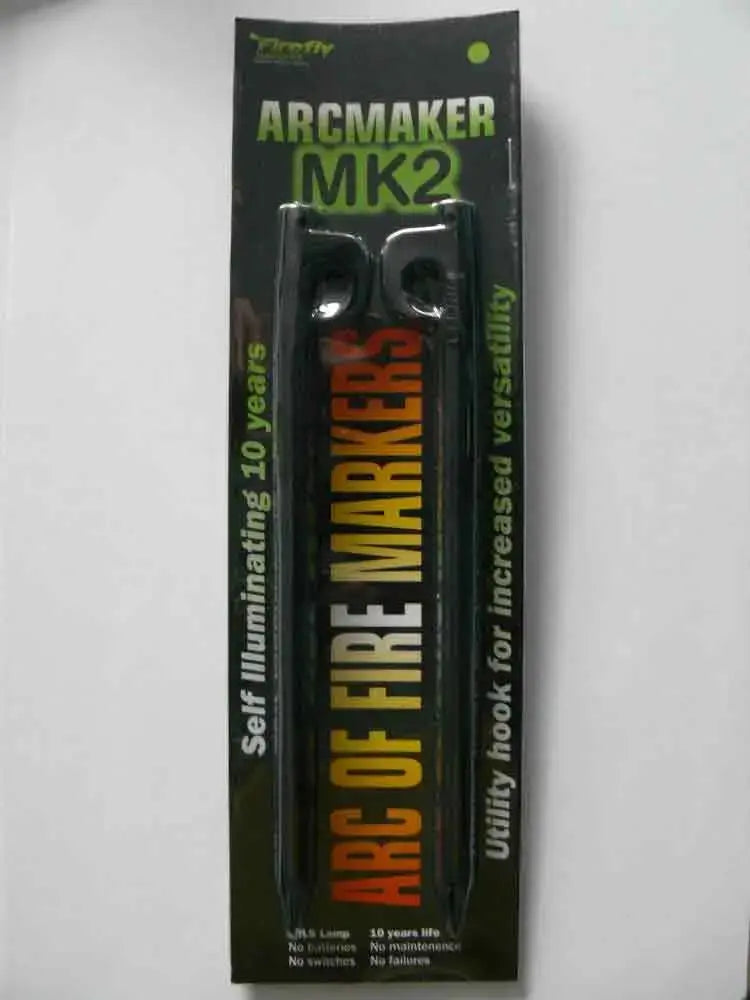 Firefly
ARCMAKER
MK2
Self Illuminating 10 years
ARC OF FIRE MARKERS
Utility hook for increased versatility
Lamp
No batteries
No switches
10 years life
No maintenence
No failures